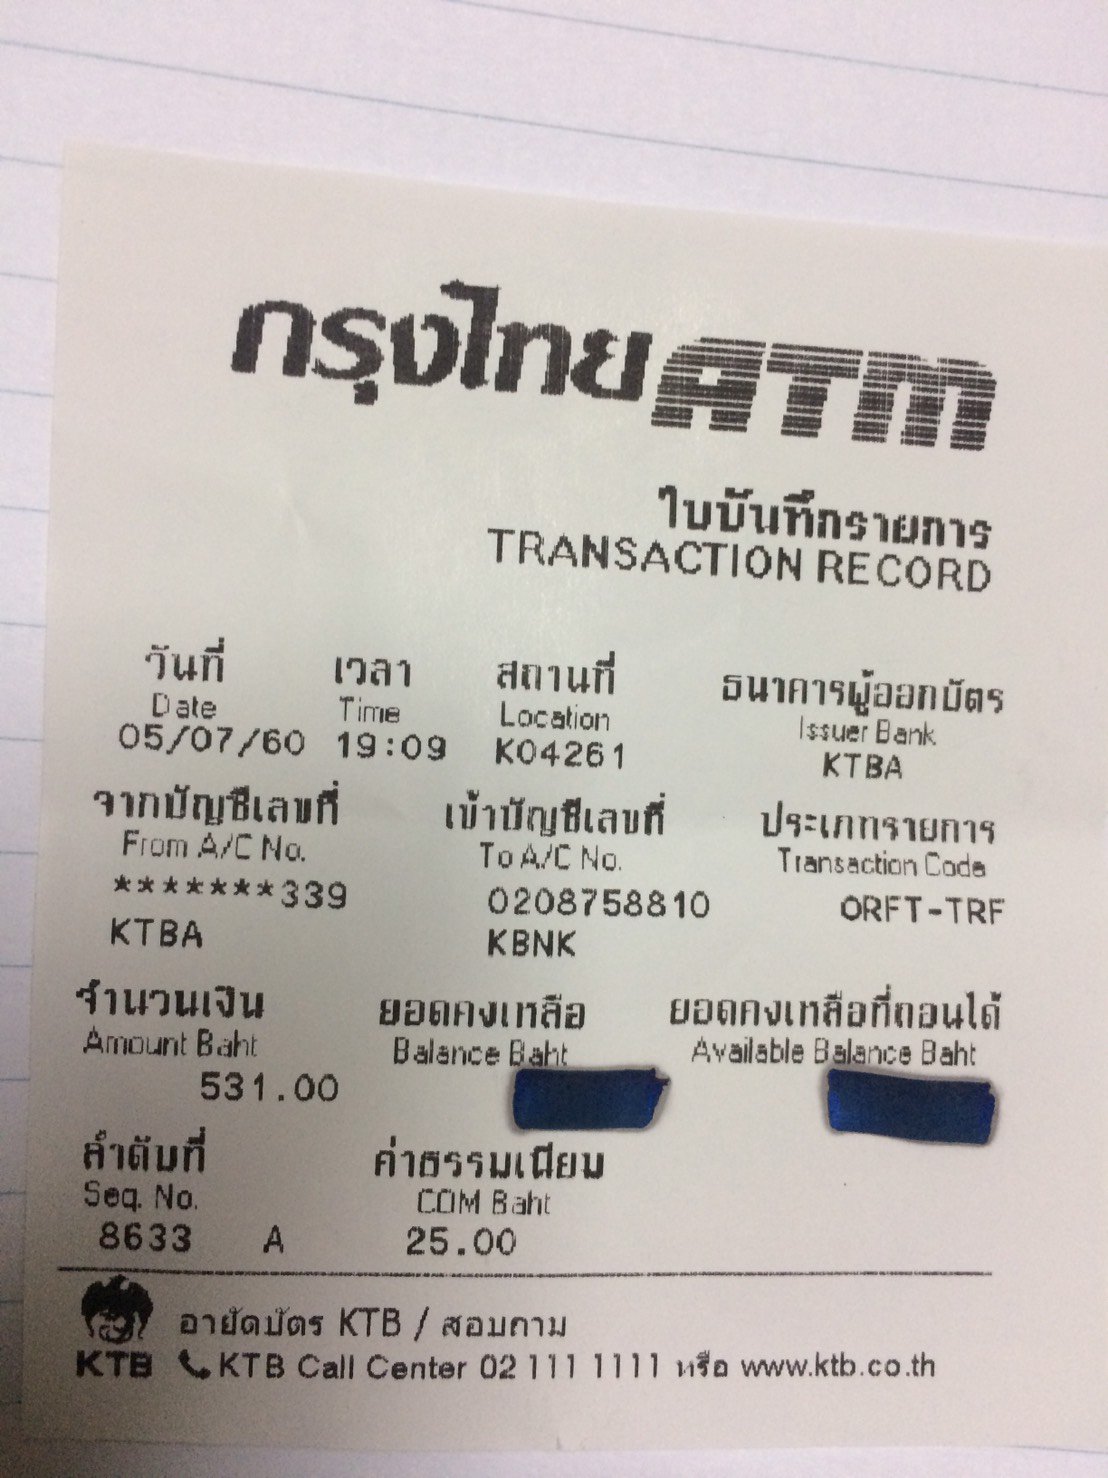 กรุงไทย ATM
ใบบันทึกรายการ
TRANSACTION RECORD
วันที่ เวลา สถานที่ ธนาคารผู้ออกบัตร
Date Time Location Issuer Bank
05/07/60 19:09 K04261 KTBA
จากบัญชีเลขที่ เข้าบัญชีเลขที่ ประเภทรายการ
From A/C No. To A/C No. Transaction Code
*******339 0208758810 ORFT-TRF
KTBA KBNK
จำนวนเงิน ยอดคงเหลือ ยอดคงเหลือที่ถอนได้
Amount Baht Balance Baht Available Balance Baht
531.00
ลำดับที่ ค่าธรรมเนียม
Seq. No. COM Baht
8633 A 25.00
อายัดบัตร KTB / สอบถาม
KTB KTB Call Center 02 111 1111 หรือ www.ktb.co.th